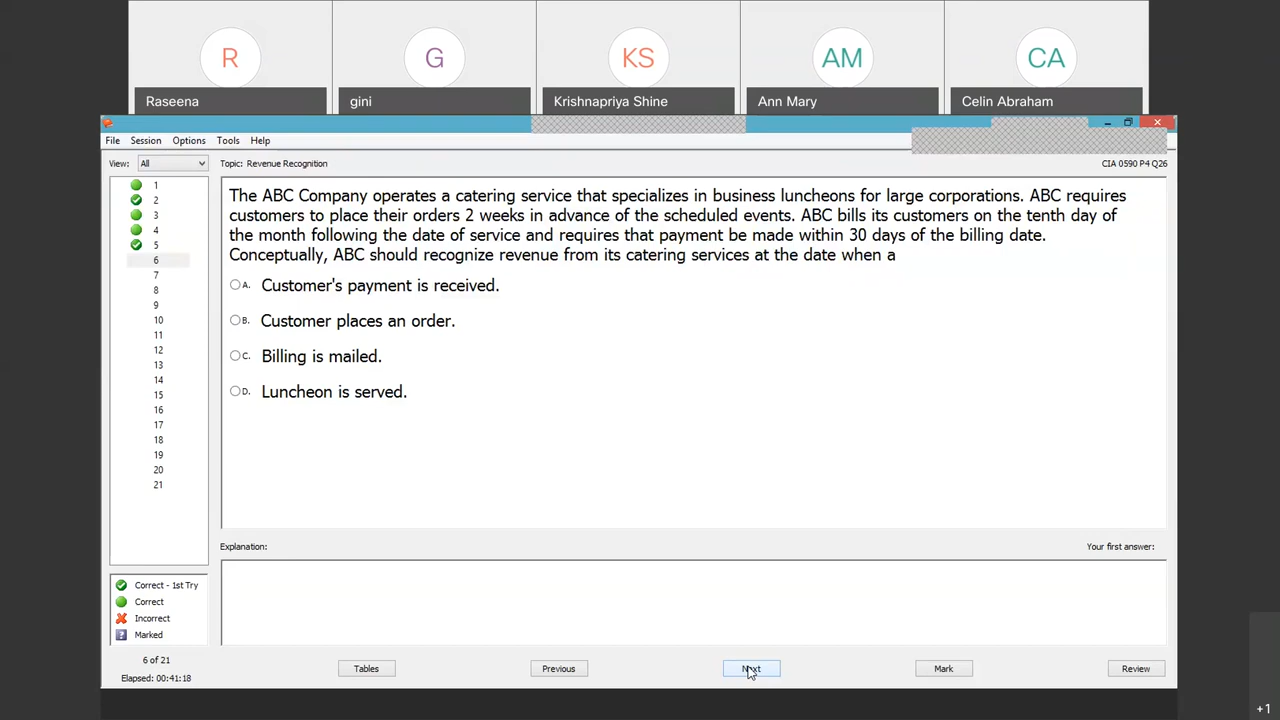 R
G
KS
AM
CA
Raseena
gini
Krishnapriya Shine
Ann Mary
Celin Abraham
File Session Options Tools Help
View: All
Topic: Revenue Recognition
CIA 0590 P4 Q26
1
2
3
4
5
6
7
8
9
10
11
12
13
14
15
16
17
18
19
20
21
The ABC Company operates a catering service that specializes in business luncheons for large corporations. ABC requires
customers to place their orders 2 weeks in advance of the scheduled events. ABC bills its customers on the tenth day of
the month following the date of service and requires that payment be made within 30 days of the billing date.
Conceptually, ABC should recognize revenue from its catering services at the date when a
A. Customer's payment is received.
B. Customer places an order.
C. Billing is mailed.
D. Luncheon is served.
Explanation:
Your first answer:
Correct - 1st Try
Correct
Incorrect
? Marked
6 of 21
Elapsed: 00:41:18
Tables
Previous
Next
Mark
Review
+1